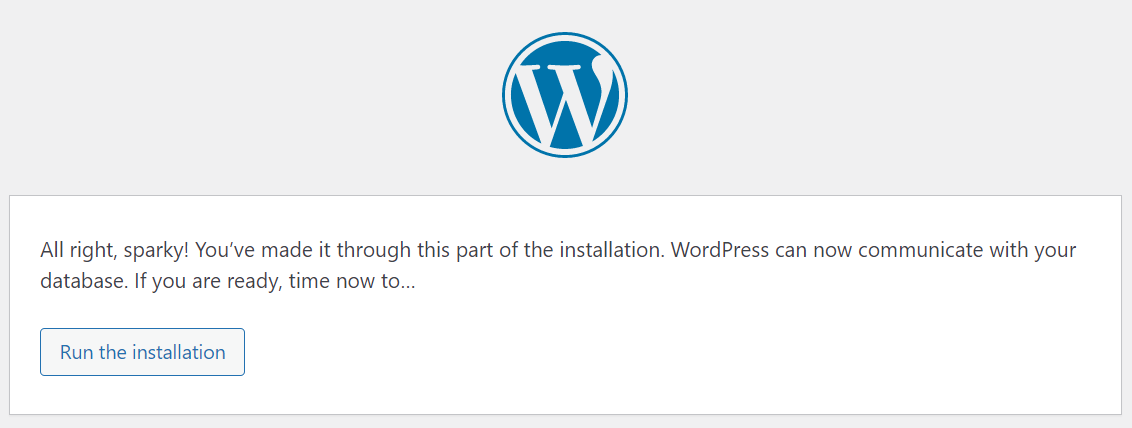 All right, sparky! You’ve made it through this part of the installation. WordPress can now communicate with your
database. If you are ready, time now to…
Run the installation